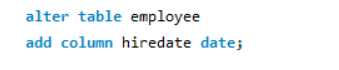 alter table employee
add column hiredate date;